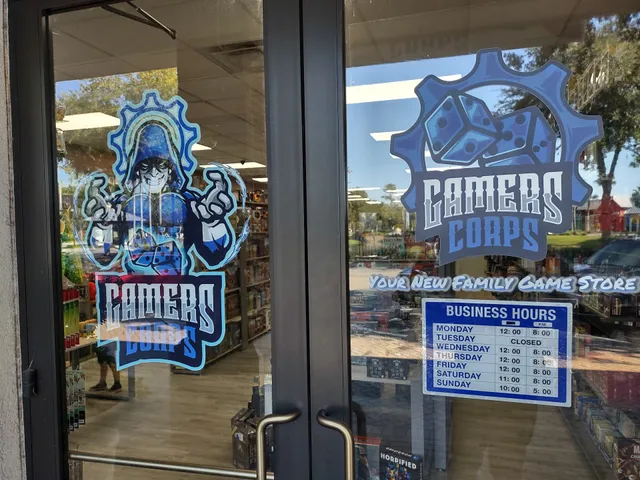 GAMERS
CORPS
GAMERS
CORPS
YOUR NEW FAMILY GAME STORE
BUSINESS HOURS
MONDAY 12:00 8:00
TUESDAY CLOSED
WEDNESDAY 12:00 8:00
THURSDAY 12:00 8:00
FRIDAY 12:00 8:00
SATURDAY 11:00 8:00
SUNDAY 10:00 5:00
HORRIFIED